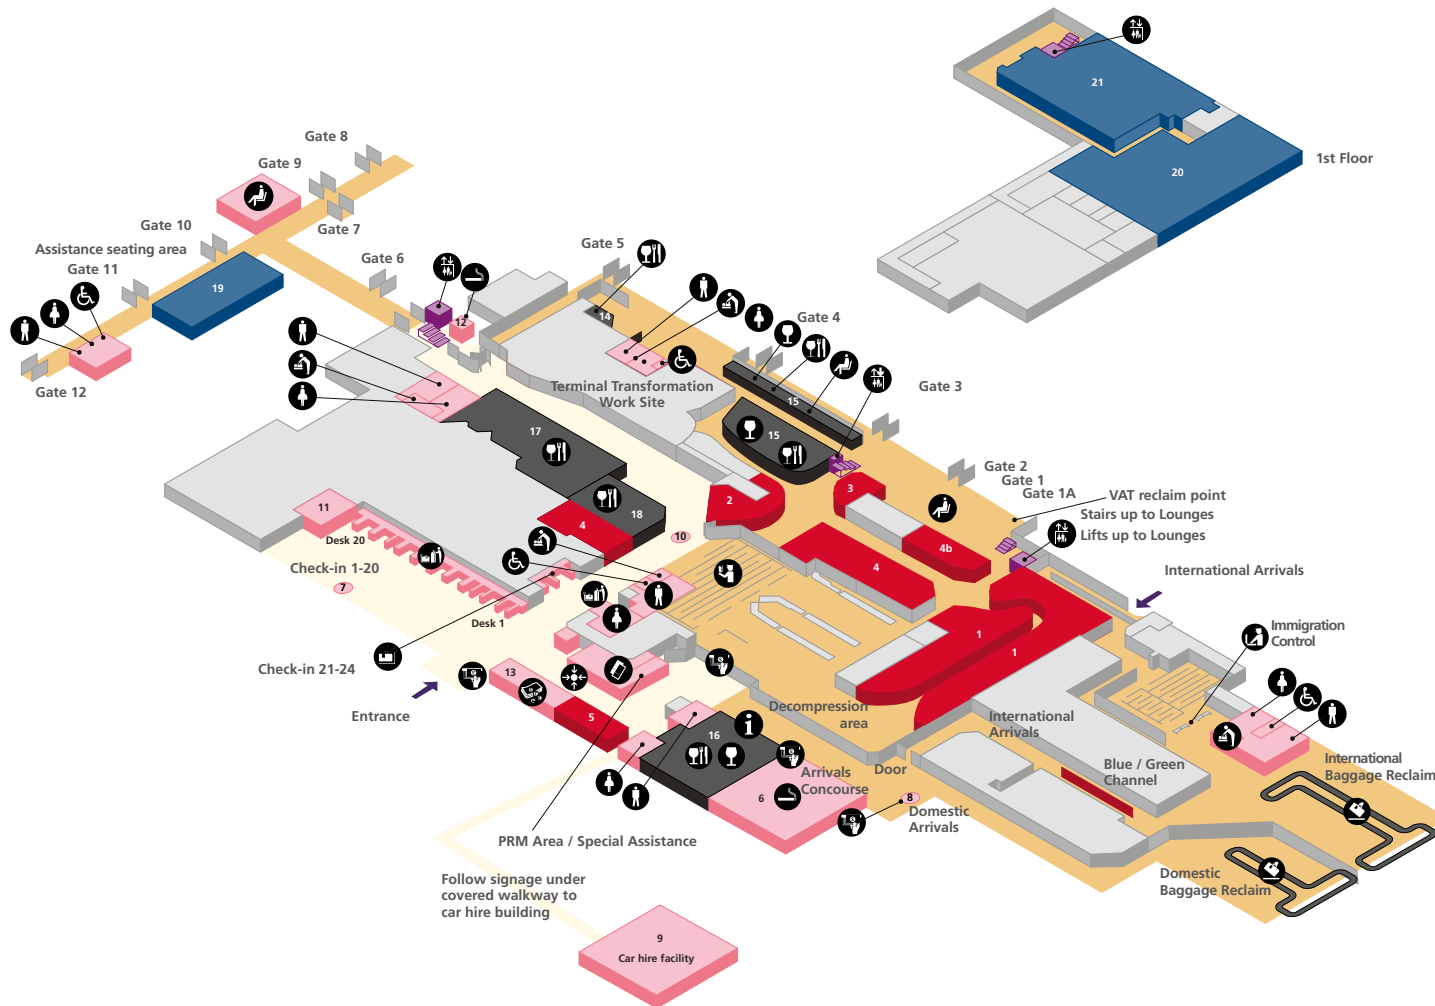 21
1st Floor
20
Gate 8
Gate 9
Gate 7
Gate 10
Assistance seating area
Gate 11
Gate 6
Gate 5
19
12
14
Gate 4
Gate 12
Terminal Transformation
Work Site
Gate 3
15
15
17
Gate 2
Gate 1
Gate 1A
VAT reclaim point
Stairs up to Lounges
Lifts up to Lounges
3
2
11
18
4
10
4b
4
Desk 20
Check-in 1-20
7
International Arrivals
Desk 1
Immigration
Control
1
1
Check-in 21-24
13
Entrance
5
Decompression
area
International
Arrivals
16
i
Arrivals
Concourse
Door
Blue / Green
Channel
International
Baggage Reclaim
6
8
Domestic
Arrivals
PRM Area / Special Assistance
Follow signage under
covered walkway to
car hire building
Domestic
Baggage Reclaim
9
Car hire facility